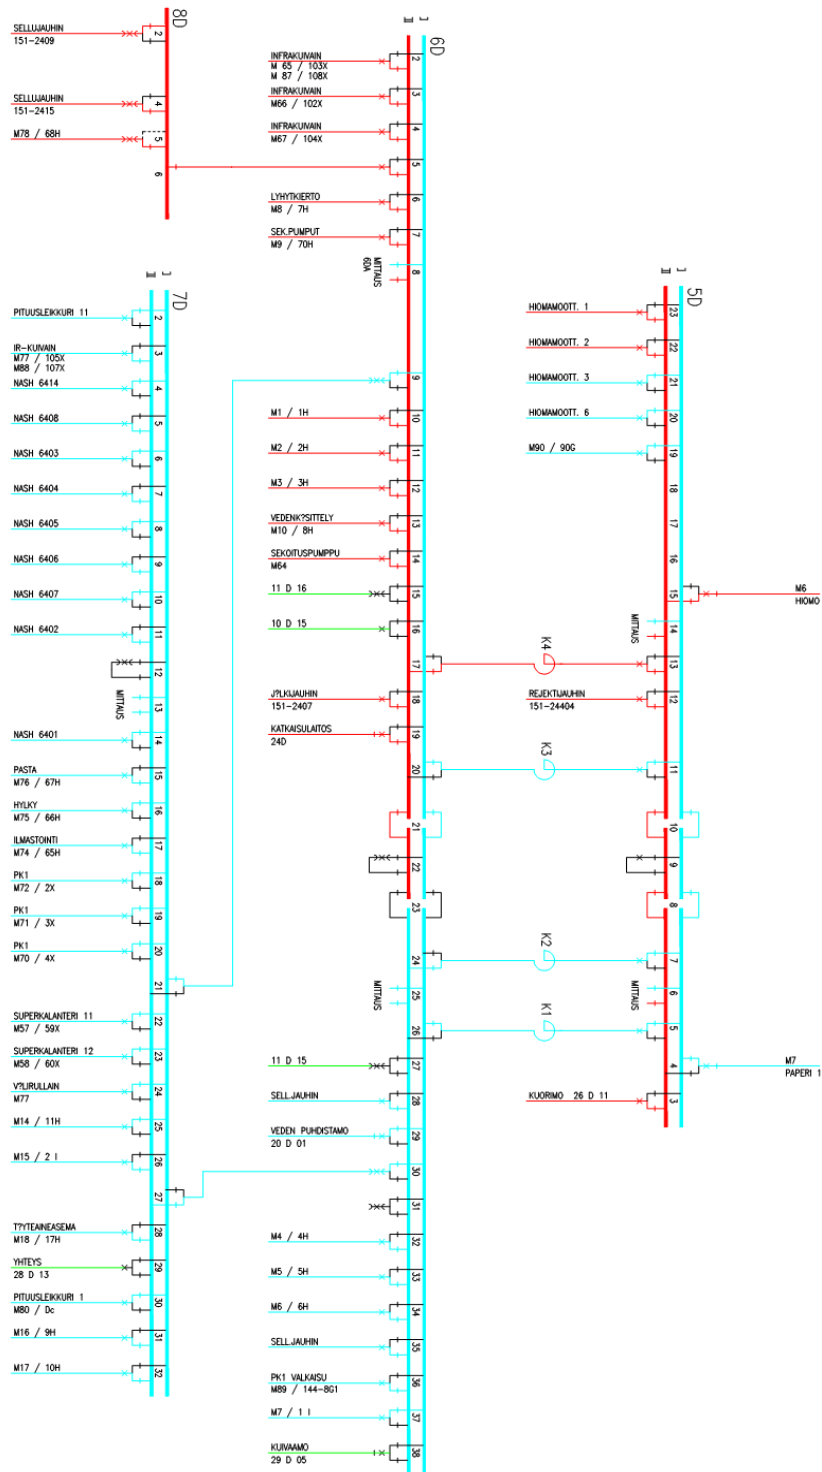 8D
SELLUJAUHIN
151-2409
2
SELLUJAUHIN
151-2415
4
M78 / 68H
5
6
6D
I
II
INFRAKUIVAIN
M 65 / 103X
M 87 / 108X
2
INFRAKUIVAIN
M66 / 102X
3
INFRAKUIVAIN
M67 / 104X
4
5
LYHYTKIERTO
M8 / 7H
6
SEK.PUMPUT
M9 / 70H
7
MITTAUS
6DA
8
9
M1 / 1H
10
M2 / 2H
11
M3 / 3H
12
VEDENK?SITTELY
M10 / 8H
13
SEKOITUSPUMPPU
M64
14
11 D 16
15
10 D 15
16
17
J?LKIJAUHIN
151-2407
18
KATKAISULAITOS
24D
19
20
21
22
23
24
MITTAUS
25
26
11 D 15
27
SELLJAUHIN
28
VEDEN PUHDISTAMO
20 D 01
29
30
31
M4 / 4H
32
M5 / 5H
33
M6 / 6H
34
SELLJAUHIN
35
PK1 VALKAISU
M89 / 144-8G1
36
M7 / 1 I
37
KUIVAAMO
29 D 05
38
7D
I
II
PITUUSLEIKKURI 11
2
IR-KUIVAIN
M77 / 105X
M88 / 107X
3
NASH 6414
4
NASH 6408
5
NASH 6403
6
NASH 6404
7
NASH 6405
8
NASH 6406
9
NASH 6407
10
NASH 6402
11
12
MITTAUS
13
NASH 6401
14
PASTA
M76 / 67H
15
HYLKY
M75 / 66H
16
ILMASTOINTI
M74 / 65H
17
PK1
M72 / 2X
18
PK1
M71 / 3X
19
PK1
M70 / 4X
20
21
SUPERKALANTERI 11
M57 / 59X
22
SUPERKALANTERI 12
M58 / 60X
23
V?LIRULLAIN
M77
24
M14 / 11H
25
M15 / 2 I
26
27
T?YTEAINEASEMA
M18 / 17H
28
YHTEYS
28 D 13
29
PITUUSLEIKKURI 1
M80 / Dc
30
M16 / 9H
31
M17 / 10H
32
5D
I
II
HIOMAMOOTT. 1
23
HIOMAMOOTT. 2
22
HIOMAMOOTT. 3
21
HIOMAMOOTT. 6
20
M90 / 90G
19
18
17
16
M6
HIOMO
15
MITTAUS
14
K4
13
REJEKTIJAUHIN
151-24404
12
K3
11
10
9
8
K2
7
MITTAUS
6
K1
5
M7
PAPERI 1
4
KUORIMO 26 D 11
3